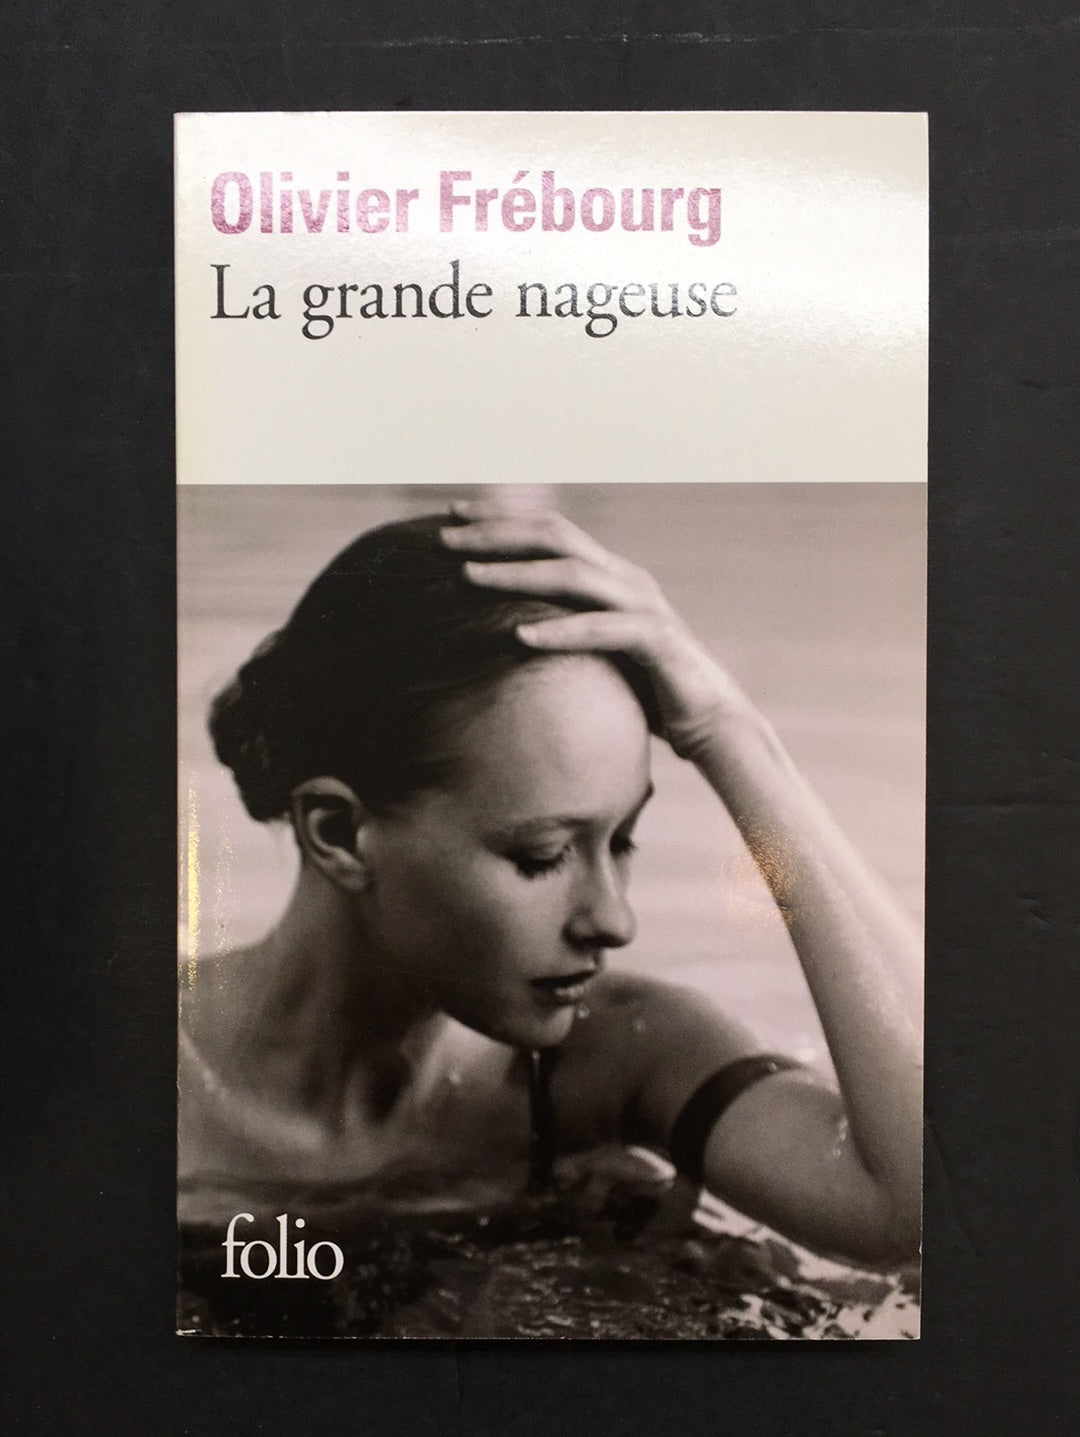 Olivier Frébourg
La grande nageuse
folio